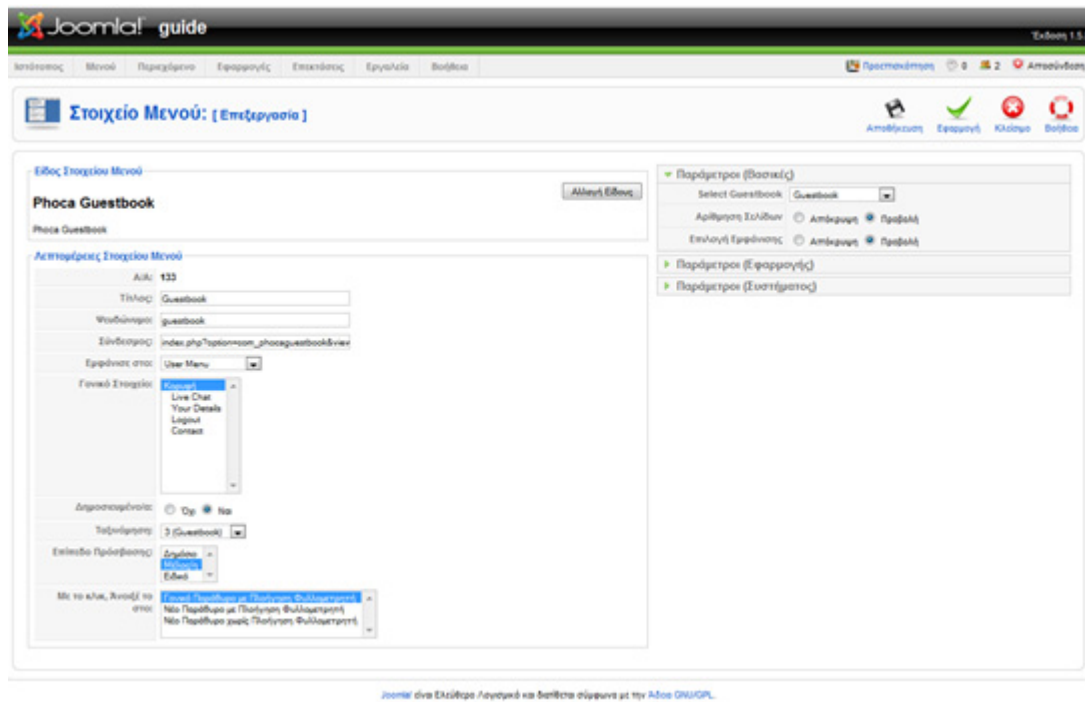 Joomla! guide
Έκδοση 1.5.
Ιστότοπος Μενού Περιεχόμενο Εφαρμογές Επεκτάσεις Εργαλεία Βοήθεια
Προεπισκόπηση 0 2 Αποσύνδεση
Στοιχείο Μενού: [ Επεξεργασία ]
Αποθήκευση Εφαρμογή Κλείσιμο Βοήθεια
Είδος Στοιχείου Μενού
Phoca Guestbook
Αλλαγή Είδους
Phoca Guestbook
Λεπτομέρειες Στοιχείου Μενού
Α/Α: 133
Τίτλος: Guestbook
Ψευδώνυμο: guestbook
Σύνδεσμος: index.php?option=com_phocaguestbook&view
Εμφάνισε στο: User Menu
Γονικό Στοιχείο: Κορυφή
Live Chat
Your Details
Logout
Contact
Δημοσιευμένο/α: Όχι Ναι
Ταξινόμηση: 3 (Guestbook)
Επίπεδο Πρόσβασης: Δημόσιο
Μέλος/η
Ειδικό
Με το κλικ, Άνοιξέ το
στο:
Γονικό Παράθυρο με Πλοήγηση Φυλλομετρητή
Νέο Παράθυρο με Πλοήγηση Φυλλομετρητή
Νέο Παράθυρο χωρίς Πλοήγηση Φυλλομετρητή
Παράμετροι (Βασικές)
Select Guestbook Guestbook
Αρίθμηση Σελίδων Απόκρυψη Προβολή
Επιλογή Εμφάνισης Απόκρυψη Προβολή
Παράμετροι (Εφαρμογής)
Παράμετροι (Συστήματος)
Joomla! είναι Ελεύθερο Λογισμικό και διατίθεται σύμφωνα με την Άδεια GNU/GPL.